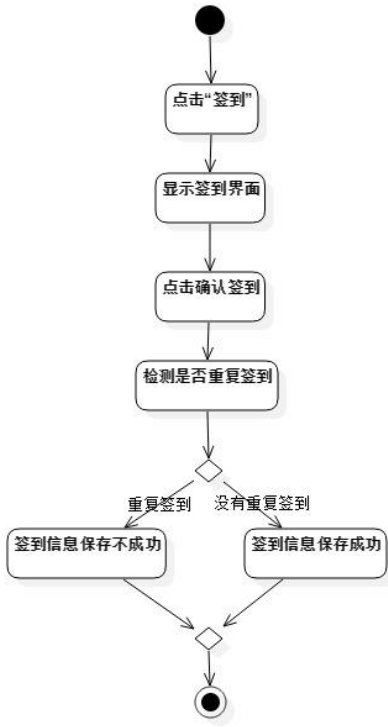 点击“签到”
显示签到界面
点击确认签到
检测是否重复签到
重复签到
没有重复签到
签到信息保存不成功
签到信息保存成功